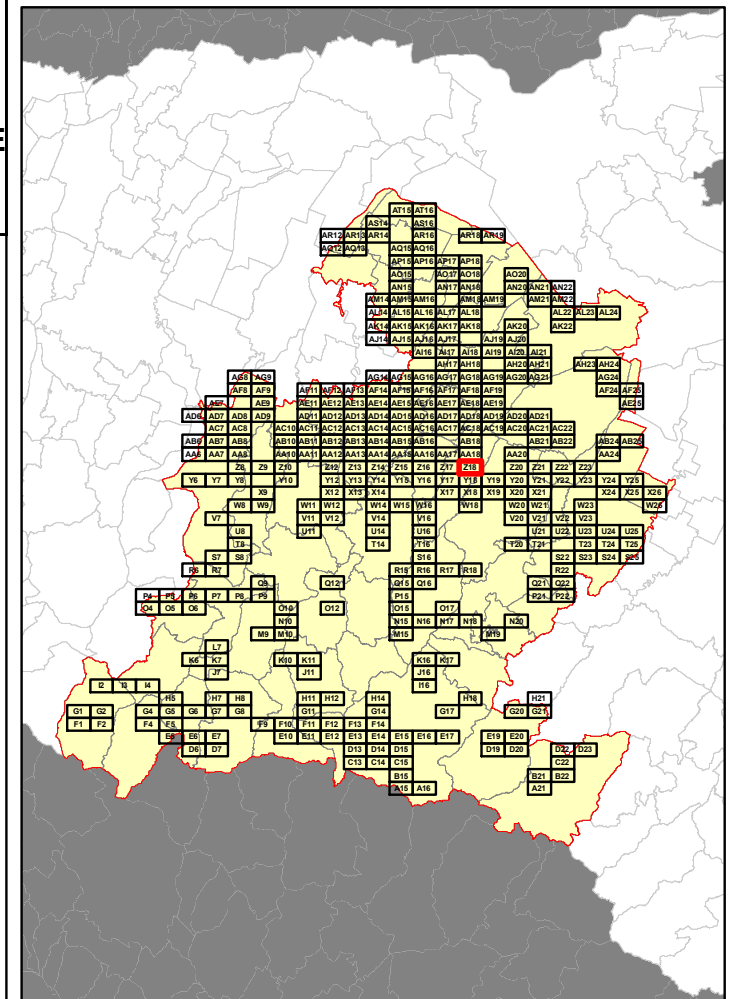 AT15 AT16
AS14 AS16
AR12 AR13 AR14 AR16 AR18 AR19
AQ12 AQ13 AQ15 AQ16
AP15 AP16 AP17 AP18
AO15 AO17 AO18 AO20
AN15 AN17 AN18 AN20 AN21 AN22
AM14 AM15 AM16 AM18 AM19 AM21 AM22
AL14 AL15 AL16 AL17 AL18 AL22 AL23 AL24
AK14 AK15 AK16 AK17 AK18 AK20 AK22
AJ14 AJ15 AJ16 AJ17 AJ19 AJ20
AI16 AI17 AI18 AI19 AI20 AI21
AH17 AH18 AH20 AH21 AH23 AH24
AG8 AG9 AG14 AG15 AG16 AG17 AG18 AG19 AG20 AG21 AG24
AF8 AF9 AF11 AF12 AF13 AF14 AF15 AF16 AF17 AF18 AF19 AF24 AF25
AE7 AE9 AE11 AE12 AE13 AE14 AE15 AE16 AE17 AE18 AE19 AE25
AD6 AD7 AD8 AD9 AD11 AD12 AD13 AD14 AD15 AD16 AD17 AD18 AD19 AD20 AD21
AC7 AC8 AC10 AC11 AC12 AC13 AC14 AC15 AC16 AC17 AC18 AC19 AC20 AC21 AC22
AB6 AB7 AB8 AB10 AB11 AB12 AB13 AB14 AB15 AB16 AB18 AB21 AB22 AB24 AB25
AA6 AA7 AA8 AA10 AA11 AA12 AA13 AA14 AA15 AA16 AA17 AA18 AA20 AA24
Z8 Z9 Z10 Z12 Z13 Z14 Z15 Z16 Z17 Z18 Z20 Z21 Z22 Z23
Y6 Y7 Y8 Y10 Y12 Y13 Y14 Y15 Y16 Y17 Y18 Y19 Y20 Y21 Y22 Y23 Y24 Y25
X9 X12 X13 X14 X17 X18 X19 X20 X21 X24 X25 X26
W8 W9 W11 W12 W14 W15 W16 W18 W20 W21 W23 W26
V7 V11 V12 V14 V16 V20 V21 V22 V23
U8 U11 U14 U16 U21 U22 U23 U24 U25
T8 T14 T16 T20 T21 T23 T24 T25
S7 S8 S16 S22 S23 S24 S25
R6 R7 R15 R16 R17 R18 R22
Q9 Q12 Q15 Q16 Q21 Q22
P4 P5 P6 P7 P8 P9 P15 P21 P22
O4 O5 O6 O10 O12 O15 O17
N10 N15 N16 N17 N18 N20
M9 M10 M15 M19
L7
K6 K7 K10 K11 K16 K17
J7 J11 J16
I2 I3 I4 I16
H5 H7 H8 H11 H12 H14 H18 H21
G1 G2 G4 G5 G6 G7 G8 G11 G14 G17 G20 G21
F1 F2 F4 F5 F9 F10 F11 F12 F13 F14
E5 E6 E7 E10 E11 E12 E13 E14 E15 E16 E17 E19 E20
D6 D7 D13 D14 D15 D19 D20 D22 D23
C13 C14 C15 C22
B15 B21 B22
A15 A16 A21